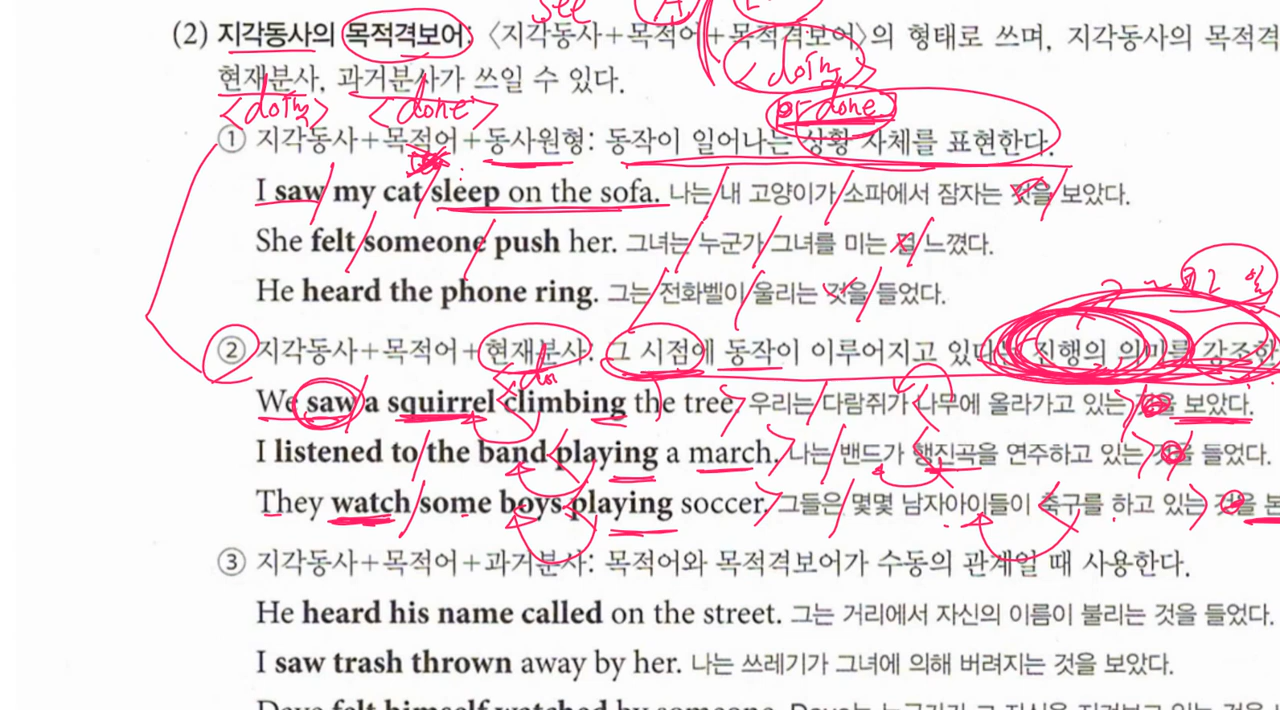 see
(2) 지각동사의 목적격보어: 〈지각동사+목적어+목적격보어〉의 형태로 쓰며, 지각동사의 목적격
<doing>
현재분사, 과거분사가 쓰일 수 있다.
<doing> <done> or done
① 지각동사+목적어+동사원형: 동작이 일어나는 상황 자체를 표현한다.
I saw my cat sleep on the sofa. 나는 내 고양이가 소파에서 잠자는 것을 보았다.
She felt someone push her. 그녀는 누군가 그녀를 미는 걸 느꼈다.
He heard the phone ring. 그는 전화벨이 울리는 것을 들었다.
② 지각동사+목적어+현재분사: 그 시점에 동작이 이루어지고 있다는 진행의 의미를 강조한
We saw a squirrel climbing the tree. 우리는 다람쥐가 나무에 올라가고 있는 것을 보았다.
I listened to the band playing a march. 나는 밴드가 행진곡을 연주하고 있는 것을 들었다.
They watch some boys playing soccer. 그들은 몇몇 남자아이들이 축구를 하고 있는 것을 본
③ 지각동사+목적어+과거분사: 목적어와 목적격보어가 수동의 관계일 때 사용한다.
He heard his name called on the street. 그는 거리에서 자신의 이름이 불리는 것을 들었다.
I saw trash thrown away by her. 나는 쓰레기가 그녀에 의해 버려지는 것을 보았다.
Dave felt himself watched by someone. Dave는 누군가가